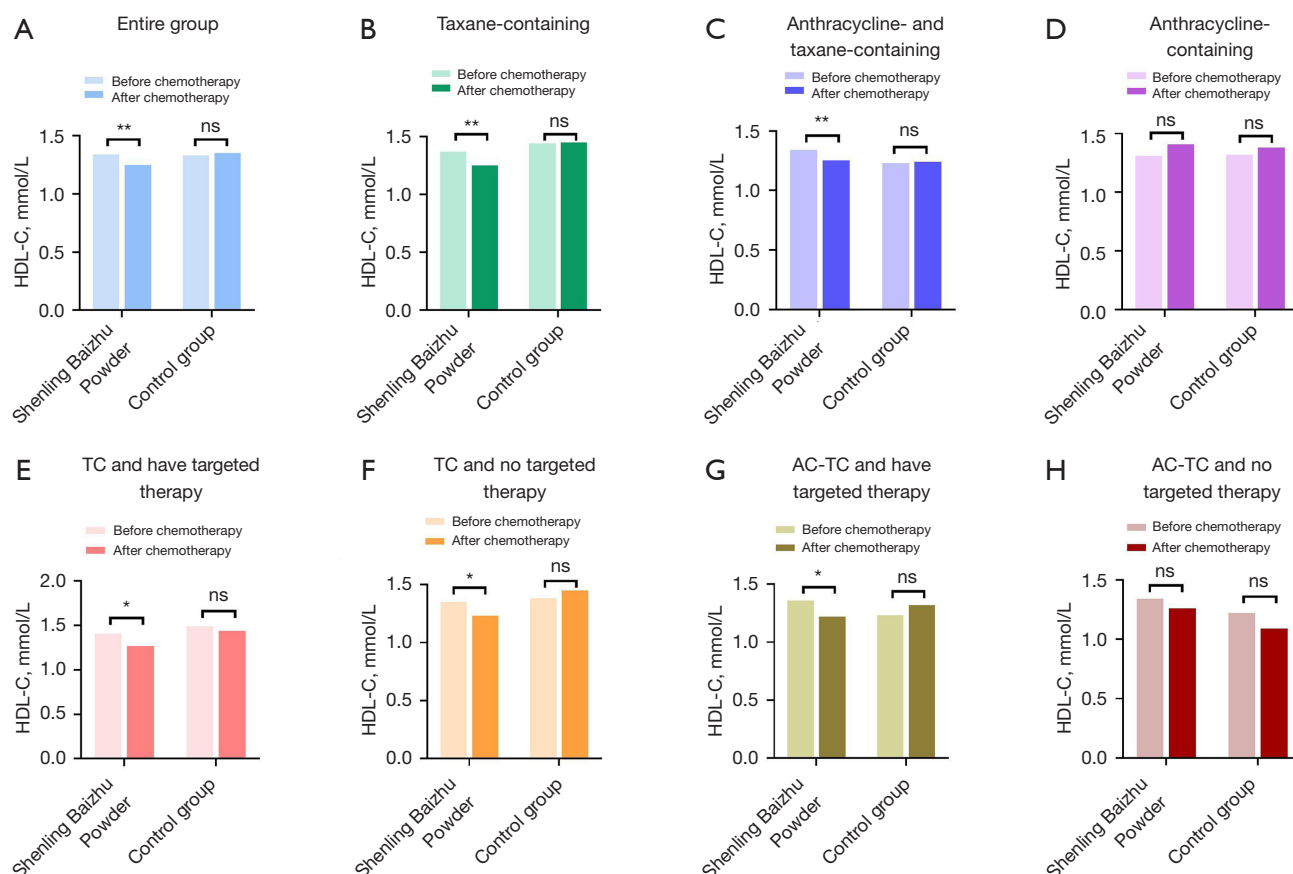 A
Entire group
Before chemotherapy
After chemotherapy
HDL-C, mmol/L
1.5
1.0
0.5
0.0
**
ns
Shenling Baizhu
Powder
Control group
B
Taxane-containing
Before chemotherapy
After chemotherapy
HDL-C, mmol/L
1.5
1.0
0.5
0.0
**
ns
Shenling Baizhu
Powder
Control group
C
Anthracycline- and
taxane-containing
Before chemotherapy
After chemotherapy
HDL-C, mmol/L
1.5
1.0
0.5
0.0
**
ns
Shenling Baizhu
Powder
Control group
D
Anthracycline-
containing
Before chemotherapy
After chemotherapy
HDL-C, mmol/L
1.5
1.0
0.5
0.0
ns
ns
Shenling Baizhu
Powder
Control group
E
TC and have targeted
therapy
Before chemotherapy
After chemotherapy
HDL-C, mmol/L
2.0
1.5
1.0
0.5
0.0
*
ns
Shenling Baizhu
Powder
Control group
F
TC and no targeted
therapy
Before chemotherapy
After chemotherapy
HDL-C, mmol/L
1.5
1.0
0.5
0.0
*
ns
Shenling Baizhu
Powder
Control group
G
AC-TC and have
targeted therapy
Before chemotherapy
After chemotherapy
HDL-C, mmol/L
1.5
1.0
0.5
0.0
*
ns
Shenling Baizhu
Powder
Control group
H
AC-TC and no
targeted therapy
Before chemotherapy
After chemotherapy
HDL-C, mmol/L
1.5
1.0
0.5
0.0
ns
ns
Shenling Baizhu
Powder
Control group